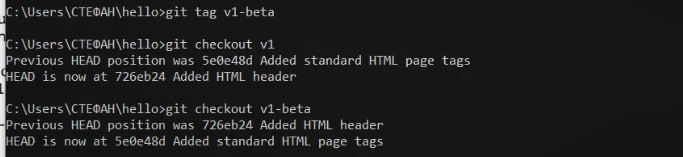 C:\Users\СТЕФАН\hello>git tag v1-beta
C:\Users\СТЕФАН\hello>git checkout v1
Previous HEAD position was 5e0e48d Added standard HTML page tags
HEAD is now at 726eb24 Added HTML header
C:\Users\СТЕФАН\hello>git checkout v1-beta
Previous HEAD position was 726eb24 Added HTML header
HEAD is now at 5e0e48d Added standard HTML page tags